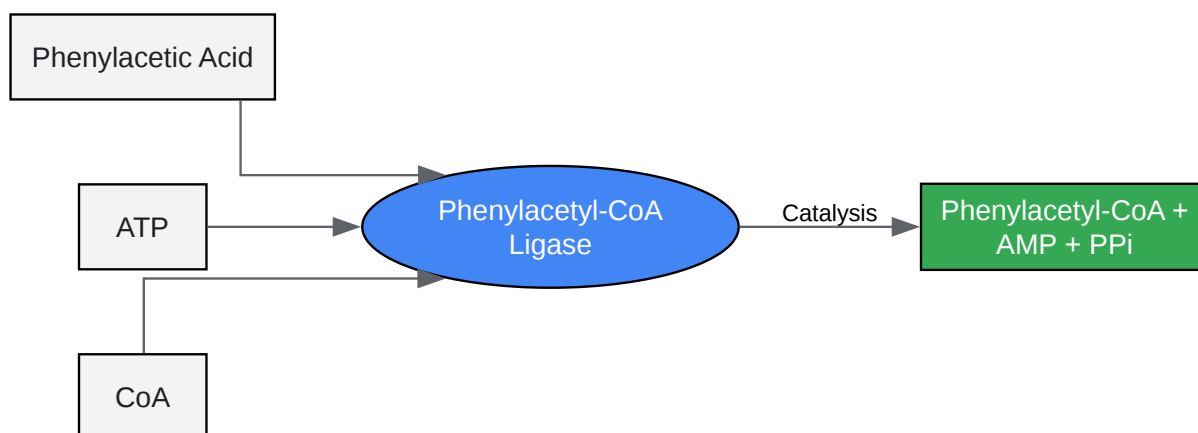 Phenylacetic Acid
ATP
CoA
Phenylacetyl-CoA
Ligase
Catalysis
Phenylacetyl-CoA +
AMP + PPi